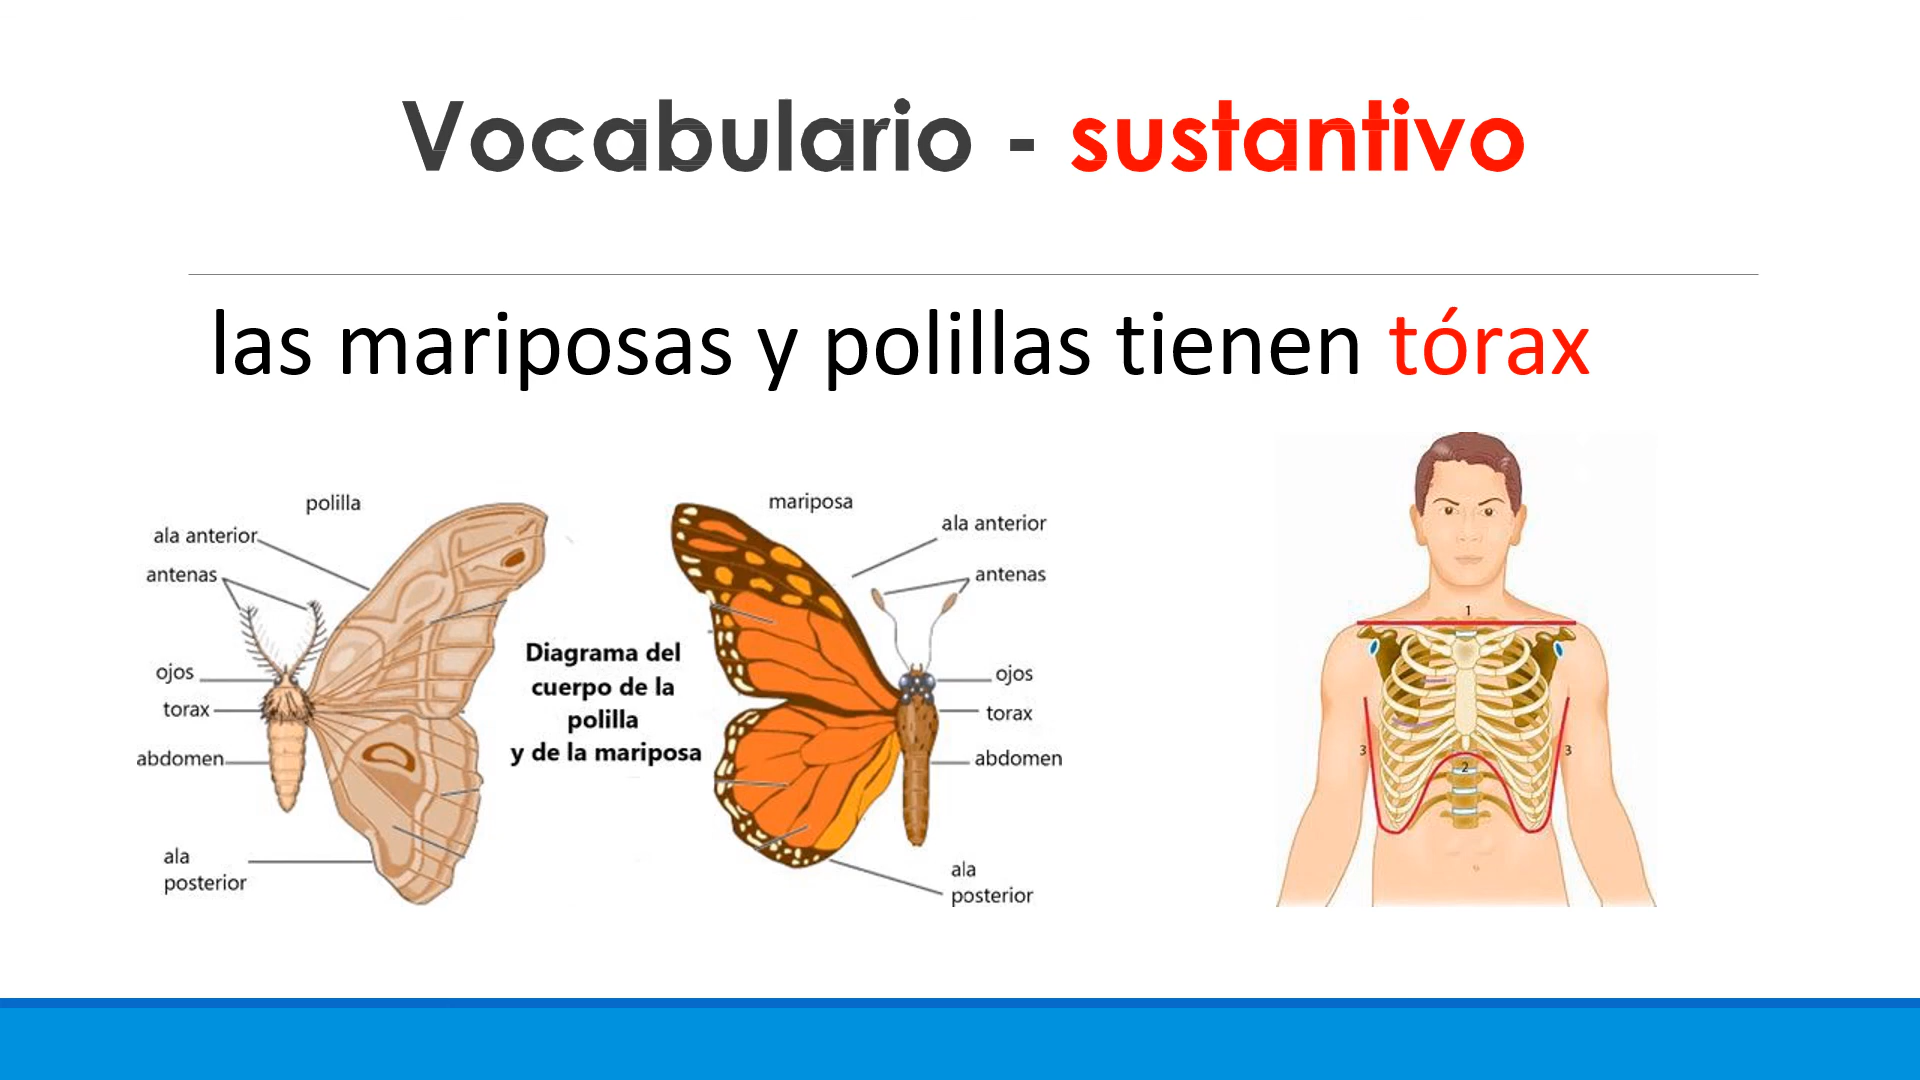 Vocabulario - sustantivo
las mariposas y polillas tienen tórax
polilla
ala anterior
antenas
ojos
torax
abdomen
ala
posterior
Diagrama del
cuerpo de la
polilla
y de la mariposa
mariposa
ala anterior
antenas
ojos
torax
abdomen
ala
posterior
1
3
3
2